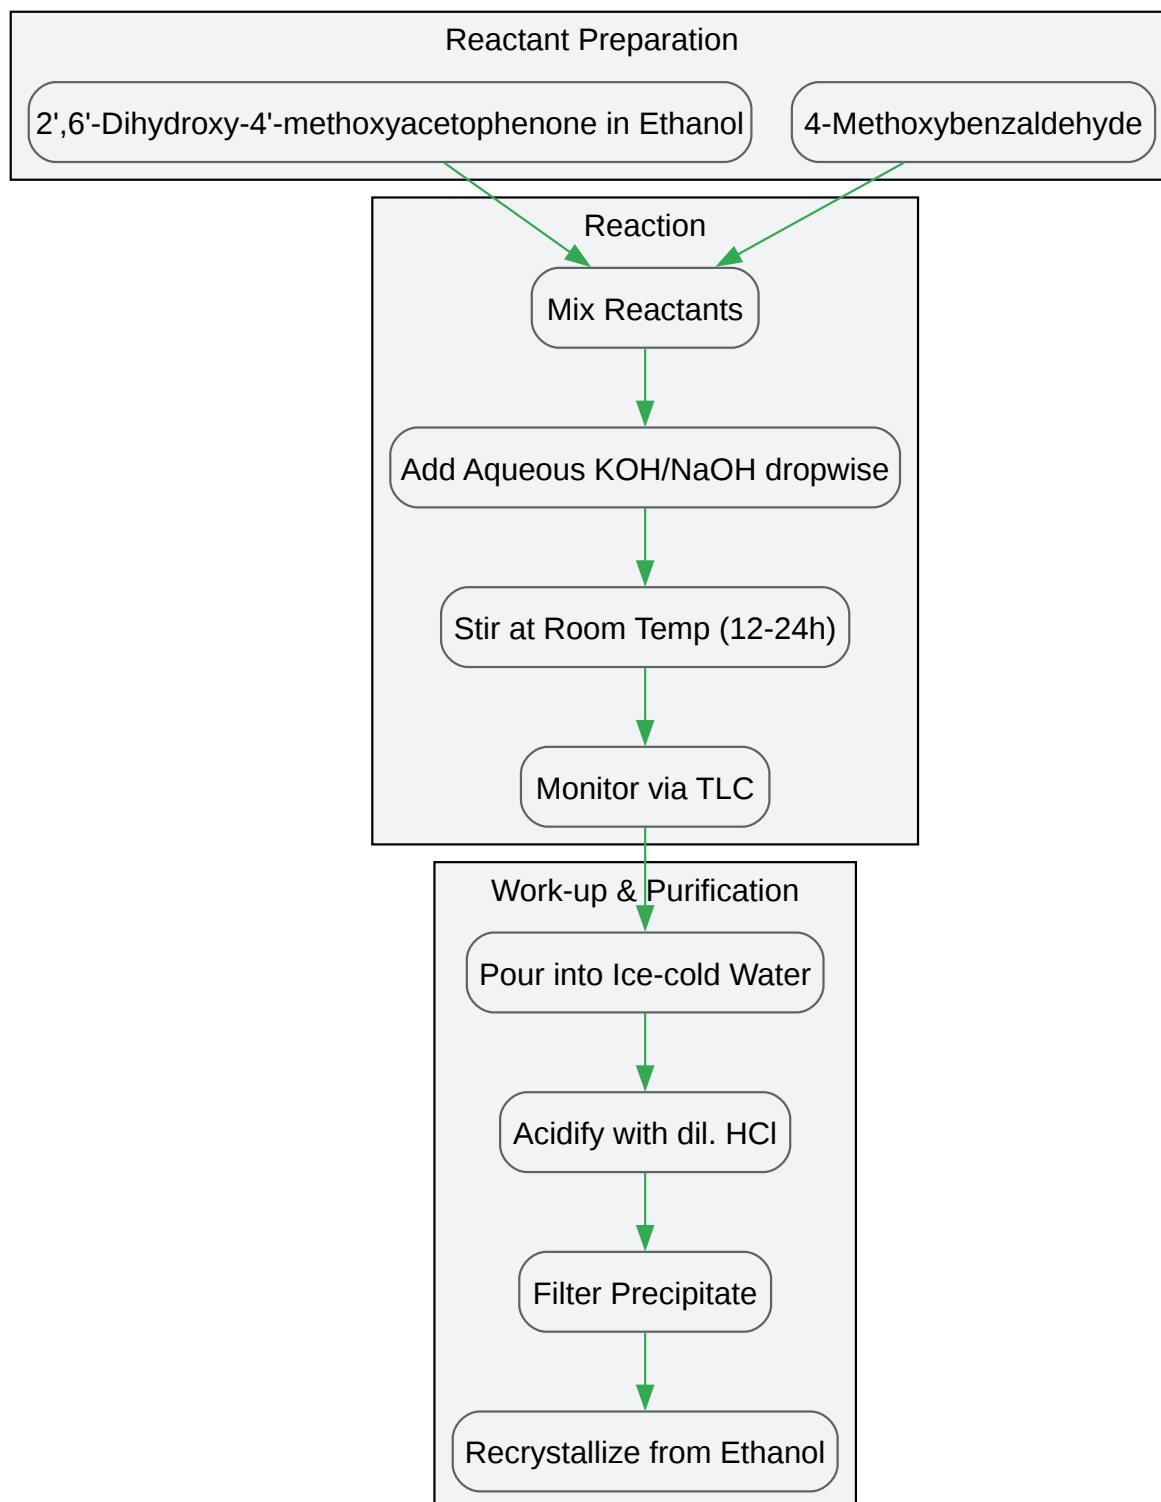 Reactant Preparation
2',6'-Dihydroxy-4'-methoxyacetophenone in Ethanol
4-Methoxybenzaldehyde
Reaction
Mix Reactants
Add Aqueous KOH/NaOH dropwise
Stir at Room Temp (12-24h)
Monitor via TLC
Work-up & Purification
Pour into Ice-cold Water
Acidify with dil. HCl
Filter Precipitate
Recrystallize from Ethanol